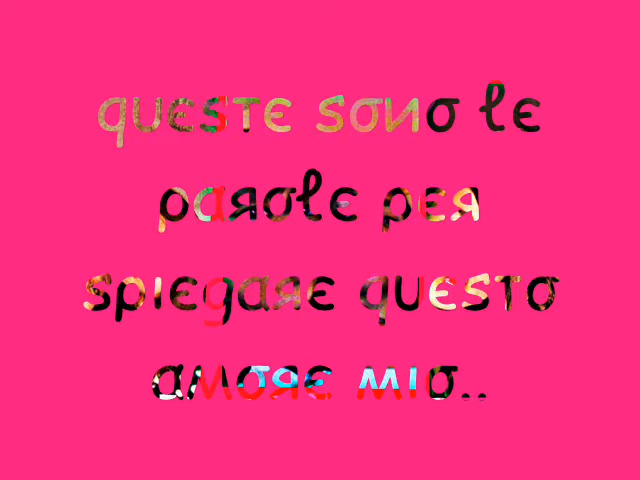 queste sono le
parole per
spiegare questo
amore mio..